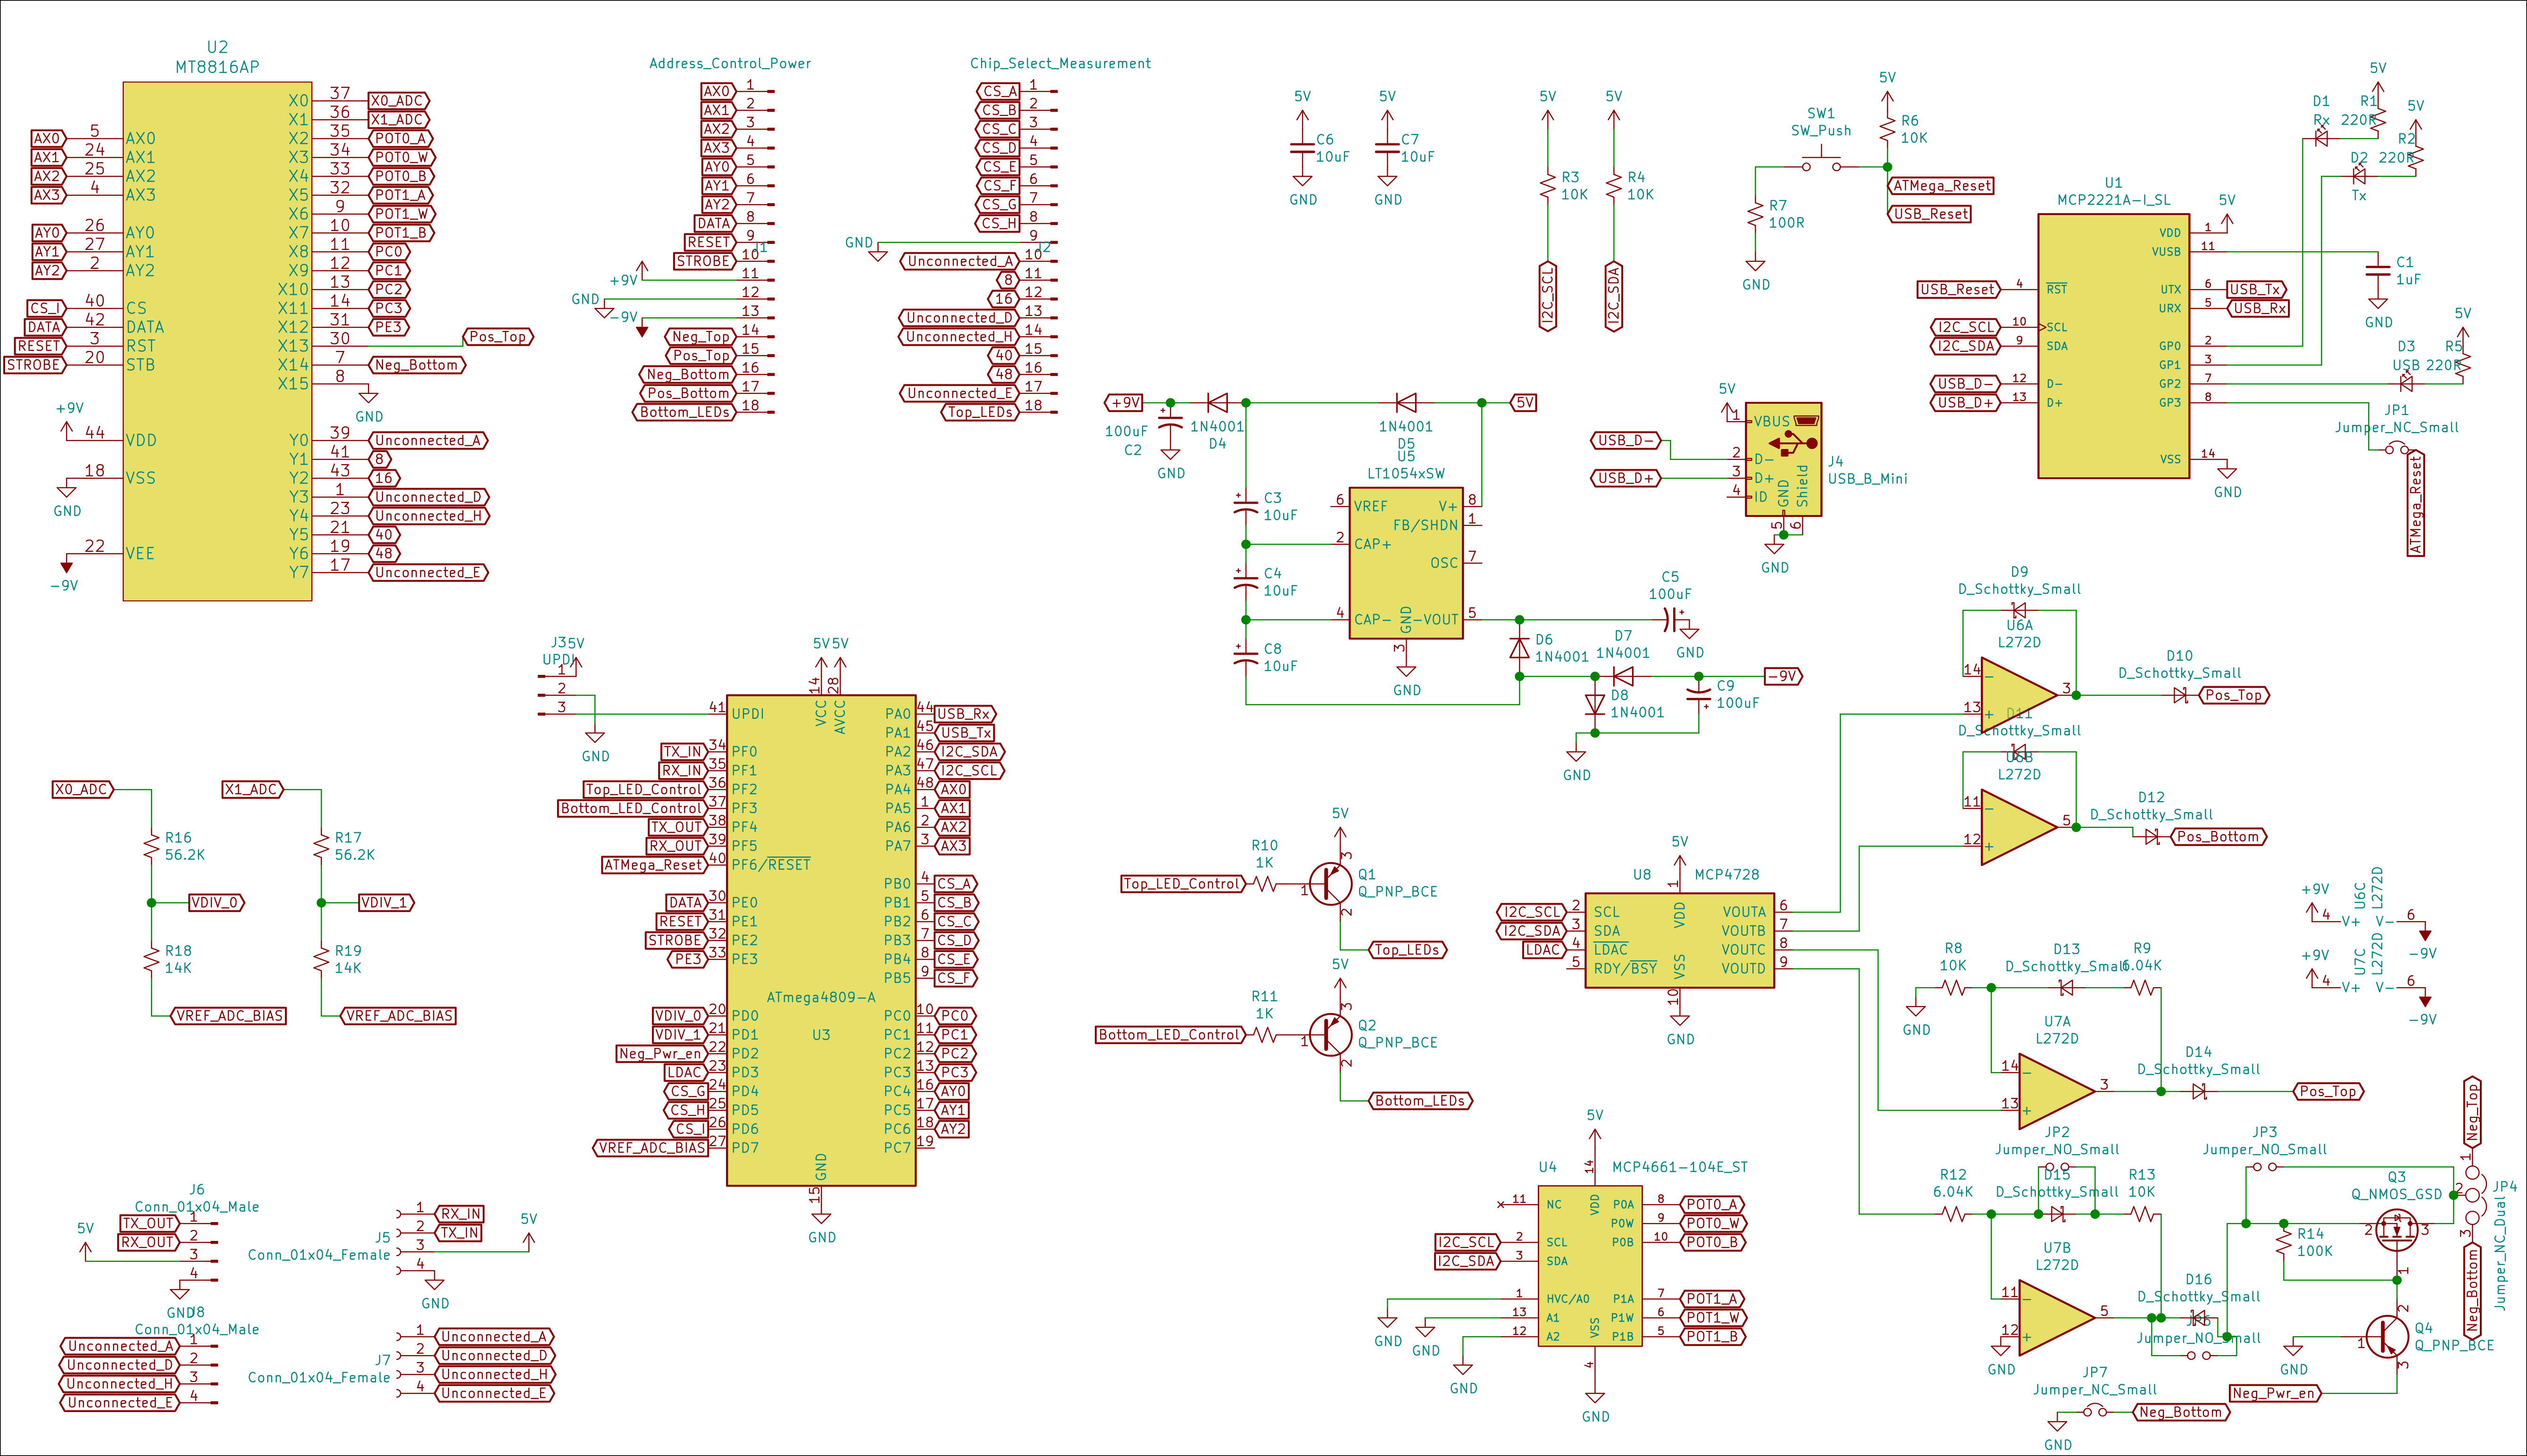 U2
MT8816AP
AX0 5 AX0
AX1 24 AX1
AX2 25 AX2
AX3 4 AX3
AY0 26 AY0
AY1 27 AY1
AY2 2 AY2
CS_I 40 CS
DATA 42 DATA
RESET 3 RST
STROBE 20 STB
+9V
44 VDD
18 VSS
GND
22 VEE
-9V
X0 37 X0_ADC
X1 36 X1_ADC
X2 35 POT0_A
X3 34 POT0_W
X4 33 POT0_B
X5 32 POT1_A
X6 9 POT1_W
X7 10 POT1_B
X8 11 PC0
X9 12 PC1
X10 13 PC2
X11 14 PC3
X12 31 PE3
X13 30 Pos_Top
X14 7 Neg_Bottom
X15 8
GND
Y0 39 Unconnected_A
Y1 41 8
Y2 43 16
Y3 1 Unconnected_D
Y4 23 Unconnected_H
Y5 21 40
Y6 19 48
Y7 17 Unconnected_E
Address_Control_Power
AX0 1
AX1 2
AX2 3
AX3 4
AY0 5
AY1 6
AY2 7
DATA 8
RESET 9
J1
STROBE 10
+9V 11
GND 12
-9V 13
Neg_Top 14
Pos_Top 15
Neg_Bottom 16
Pos_Bottom 17
Bottom_LEDs 18
Chip_Select_Measurement
CS_A 1
CS_B 2
CS_C 3
CS_D 4
CS_E 5
CS_F 6
CS_G 7
CS_H 8
GND 9
J2
Unconnected_A 10
8 11
16 12
Unconnected_D 13
Unconnected_H 14
40 15
48 16
Unconnected_E 17
Top_LEDs 18
5V
C6
10uF
GND
5V
C7
10uF
GND
5V
R3
10K
I2C_SCL
5V
R4
10K
I2C_SDA
SW1
SW_Push
5V
R6
10K
ATMega_Reset
USB_Reset
R7
100R
GND
U1
MCP2221A-I_SL
USB_Reset 4 RST
I2C_SCL 10 SCL
I2C_SDA 9 SDA
USB_D- 12 D-
USB_D+ 13 D+
VDD 1
5V
VUSB 11
UTX 6 USB_Tx
URX 5 USB_Rx
GP0 2
GP1 3
GP2 7
GP3 8
VSS 14
GND
D1
Rx
R1
220R
5V
D2
Tx
R2
220R
5V
C1
1uF
GND
D3
USB
R5
220R
5V
JP1
Jumper_NC_Small
ATMega_Reset
+9V
100uF
C2
GND
1N4001
D4
1N4001
D5
5V
U5
LT1054xSW
6 VREF
2 CAP+
4 CAP-
V+ 8
FB/SHDN 1
OSC 7
-VOUT 5
GND
3
GND
C3
10uF
C4
10uF
C8
10uF
C5
100uF
GND
D6
1N4001
D7
1N4001
D8
1N4001
C9
100uF
-9V
GND
USB_D-
USB_D+
1 VBUS
2 D-
3 D+
4 ID
GND
Shield
5
6
J4
USB_B_Mini
GND
J3
UPDI
5V
1
2
3
GND
5V
5V
14
28
VCC
AVCC
41 UPDI
TX_IN 34 PF0
RX_IN 35 PF1
Top_LED_Control 36 PF2
Bottom_LED_Control 37 PF3
TX_OUT 38 PF4
RX_OUT 39 PF5
ATMega_Reset 40 PF6/RESET
DATA 30 PE0
RESET 31 PE1
STROBE 32 PE2
PE3 33 PE3
VDIV_0 20 PD0
VDIV_1 21 PD1
Neg_Pwr_en 22 PD2
LDAC 23 PD3
CS_G 24 PD4
CS_H 25 PD5
CS_I 26 PD6
VREF_ADC_BIAS 27 PD7
PA0 44 USB_Rx
PA1 45 USB_Tx
PA2 46 I2C_SDA
PA3 47 I2C_SCL
PA4 48 AX0
PA5 1 AX1
PA6 2 AX2
PA7 3 AX3
PB0 4 CS_A
PB1 5 CS_B
PB2 6 CS_C
PB3 7 CS_D
PB4 8 CS_E
PB5 9 CS_F
ATmega4809-A
U3
PC0 10 PC0
PC1 11 PC1
PC2 12 PC2
PC3 13 PC3
PC4 16 AY0
PC5 17 AY1
PC6 18 AY2
PC7 19
GND
15
GND
X0_ADC
R16
56.2K
VDIV_0
R18
14K
VREF_ADC_BIAS
X1_ADC
R17
56.2K
VDIV_1
R19
14K
VREF_ADC_BIAS
J6
Conn_01x04_Male
TX_OUT 1
RX_OUT 2
5V
3
4
GND
J5
Conn_01x04_Female
1 RX_IN
2 TX_IN
3
5V
4
GND
J8
Conn_01x04_Male
Unconnected_A 1
Unconnected_D 2
Unconnected_H 3
Unconnected_E 4
J7
Conn_01x04_Female
1 Unconnected_A
2 Unconnected_D
3 Unconnected_H
4 Unconnected_E
Top_LED_Control
R10
1K
5V
Q1
Q_PNP_BCE
1
2
3
Top_LEDs
Bottom_LED_Control
R11
1K
5V
Q2
Q_PNP_BCE
1
2
3
Bottom_LEDs
5V
U8
MCP4728
1
VDD
I2C_SCL 2 SCL
I2C_SDA 3 SDA
LDAC 4 LDAC
5 RDY/BSY
VOUTA 6
VOUTB 7
VOUTC 8
VOUTD 9
VSS
10
GND
5V
U4
MCP4661-104E_ST
14
VDD
11 NC
I2C_SCL 2 SCL
I2C_SDA 3 SDA
1 HVC/A0
13 A1
12 A2
GND
GND
GND
P0A 8 POT0_A
P0W 9 POT0_W
P0B 10 POT0_B
P1A 7 POT1_A
P1W 6 POT1_W
P1B 5 POT1_B
VSS
4
GND
D9
D_Schottky_Small
U6A
L272D
14
13
3
D10
D_Schottky_Small
Pos_Top
D11
D_Schottky_Small
U6B
L272D
11
12
5
D12
D_Schottky_Small
Pos_Bottom
+9V
4 V+
V- 6
U6C
L272D
-9V
+9V
4 V+
V- 6
U7C
L272D
-9V
R8
10K
GND
D13
D_Schottky_Small
R9
6.04K
U7A
L272D
14
13
3
D14
D_Schottky_Small
Pos_Top
JP2
Jumper_NO_Small
R12
6.04K
D15
D_Schottky_Small
R13
10K
U7B
L272D
11
12
5
GND
D16
D_Schottky_Small
Jumper_NO_Small
JP3
Jumper_NO_Small
Q3
Q_NMOS_GSD
2
3
1
R14
100K
Neg_Top
1
2
3
JP4
Jumper_NC_Dual
Neg_Bottom
Q4
Q_PNP_BCE
1
2
3
GND
Neg_Pwr_en
JP7
Jumper_NC_Small
GND
Neg_Bottom